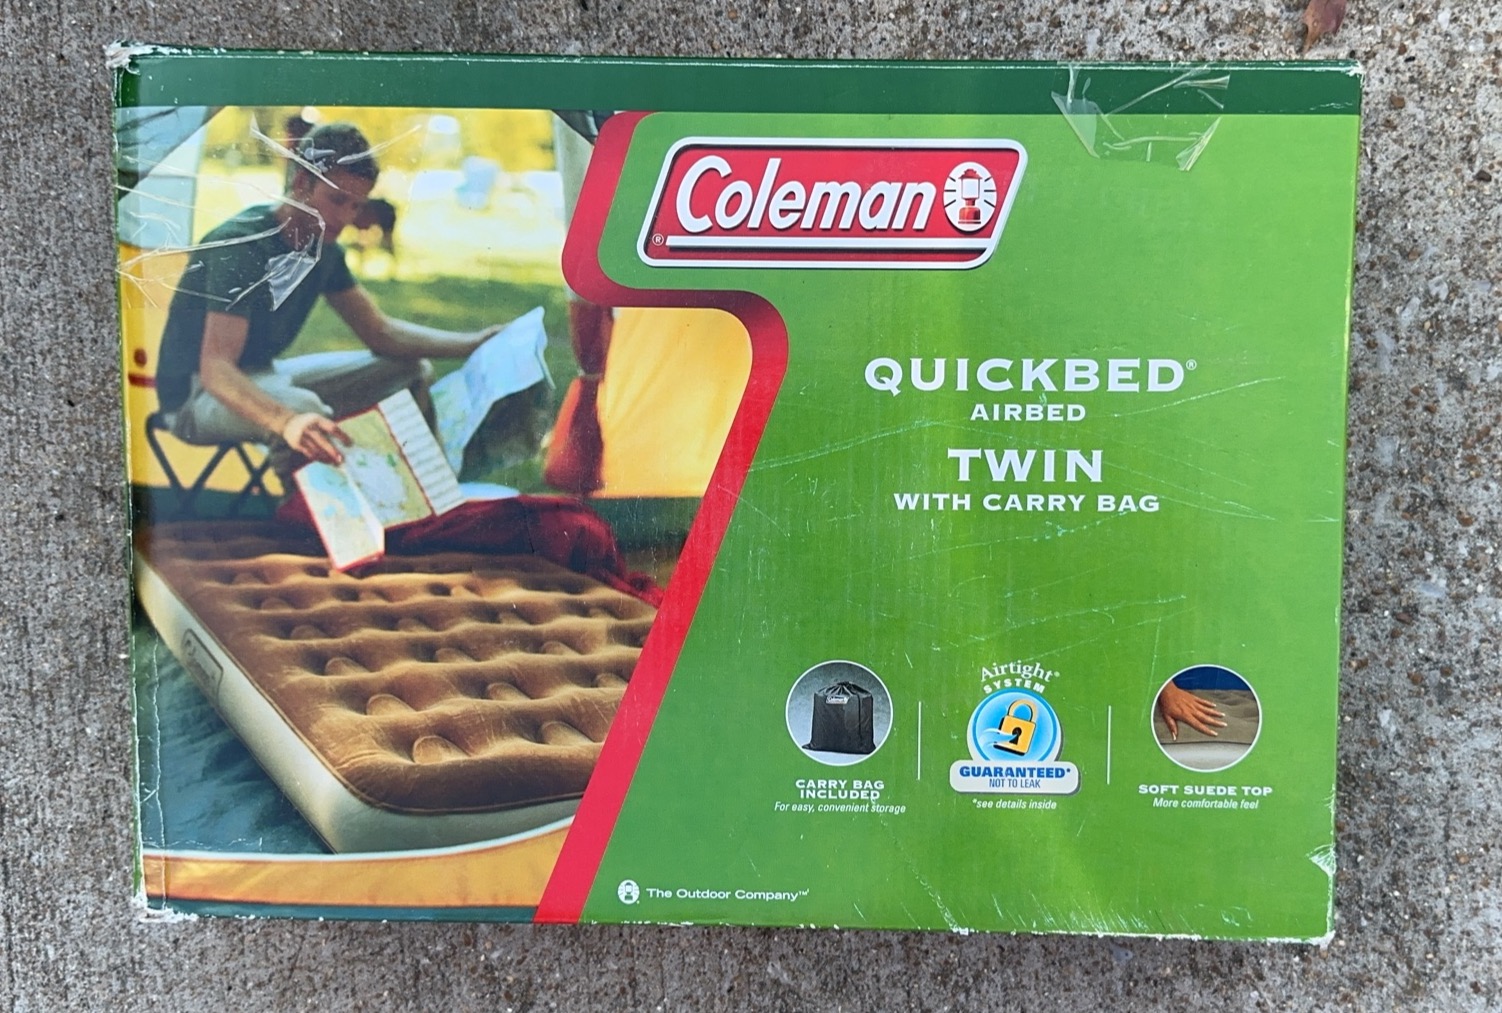 Coleman
®
QUICKBED®
AIRBED
TWIN
WITH CARRY BAG
CARRY BAG
INCLUDED
For easy, convenient storage
Airtight®
SYSTEM
GUARANTEED*
NOT TO LEAK
*see details inside
SOFT SUEDE TOP
More comfortable feel
The Outdoor Company™